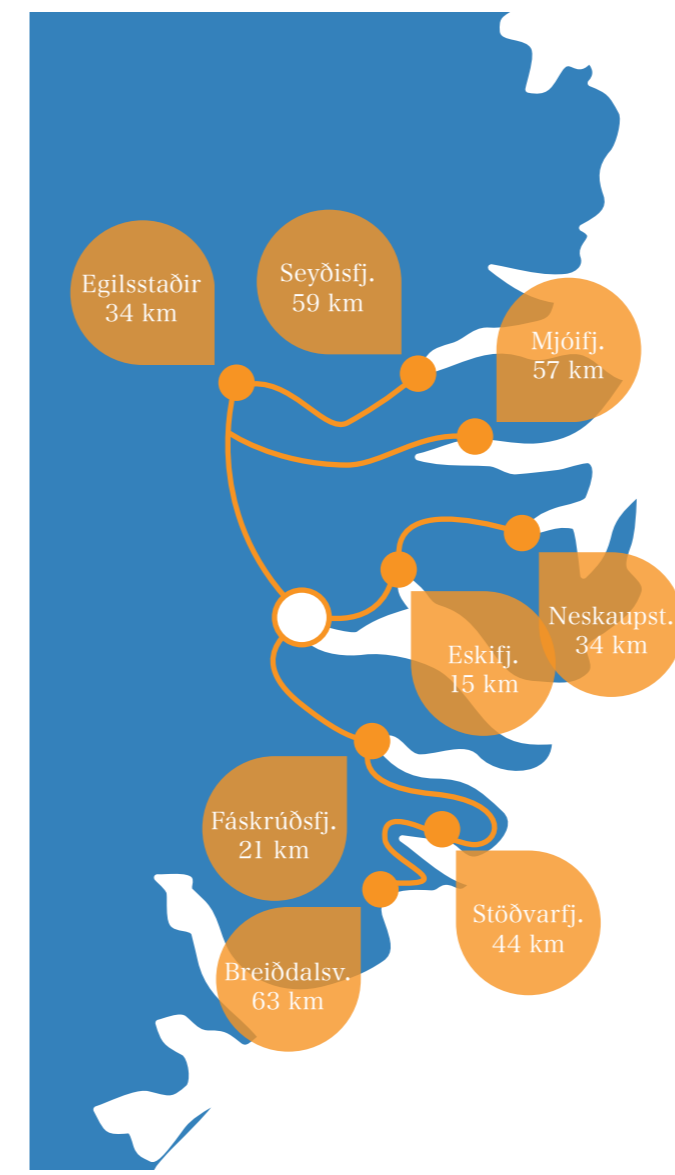 Egilsstaðir
34 km
Seyðisfj.
59 km
Mjóifj.
57 km
Neskaupst.
34 km
Eskifj.
15 km
Fáskrúðsfj.
21 km
Stöðvarfj.
44 km
Breiðdalsv.
63 km